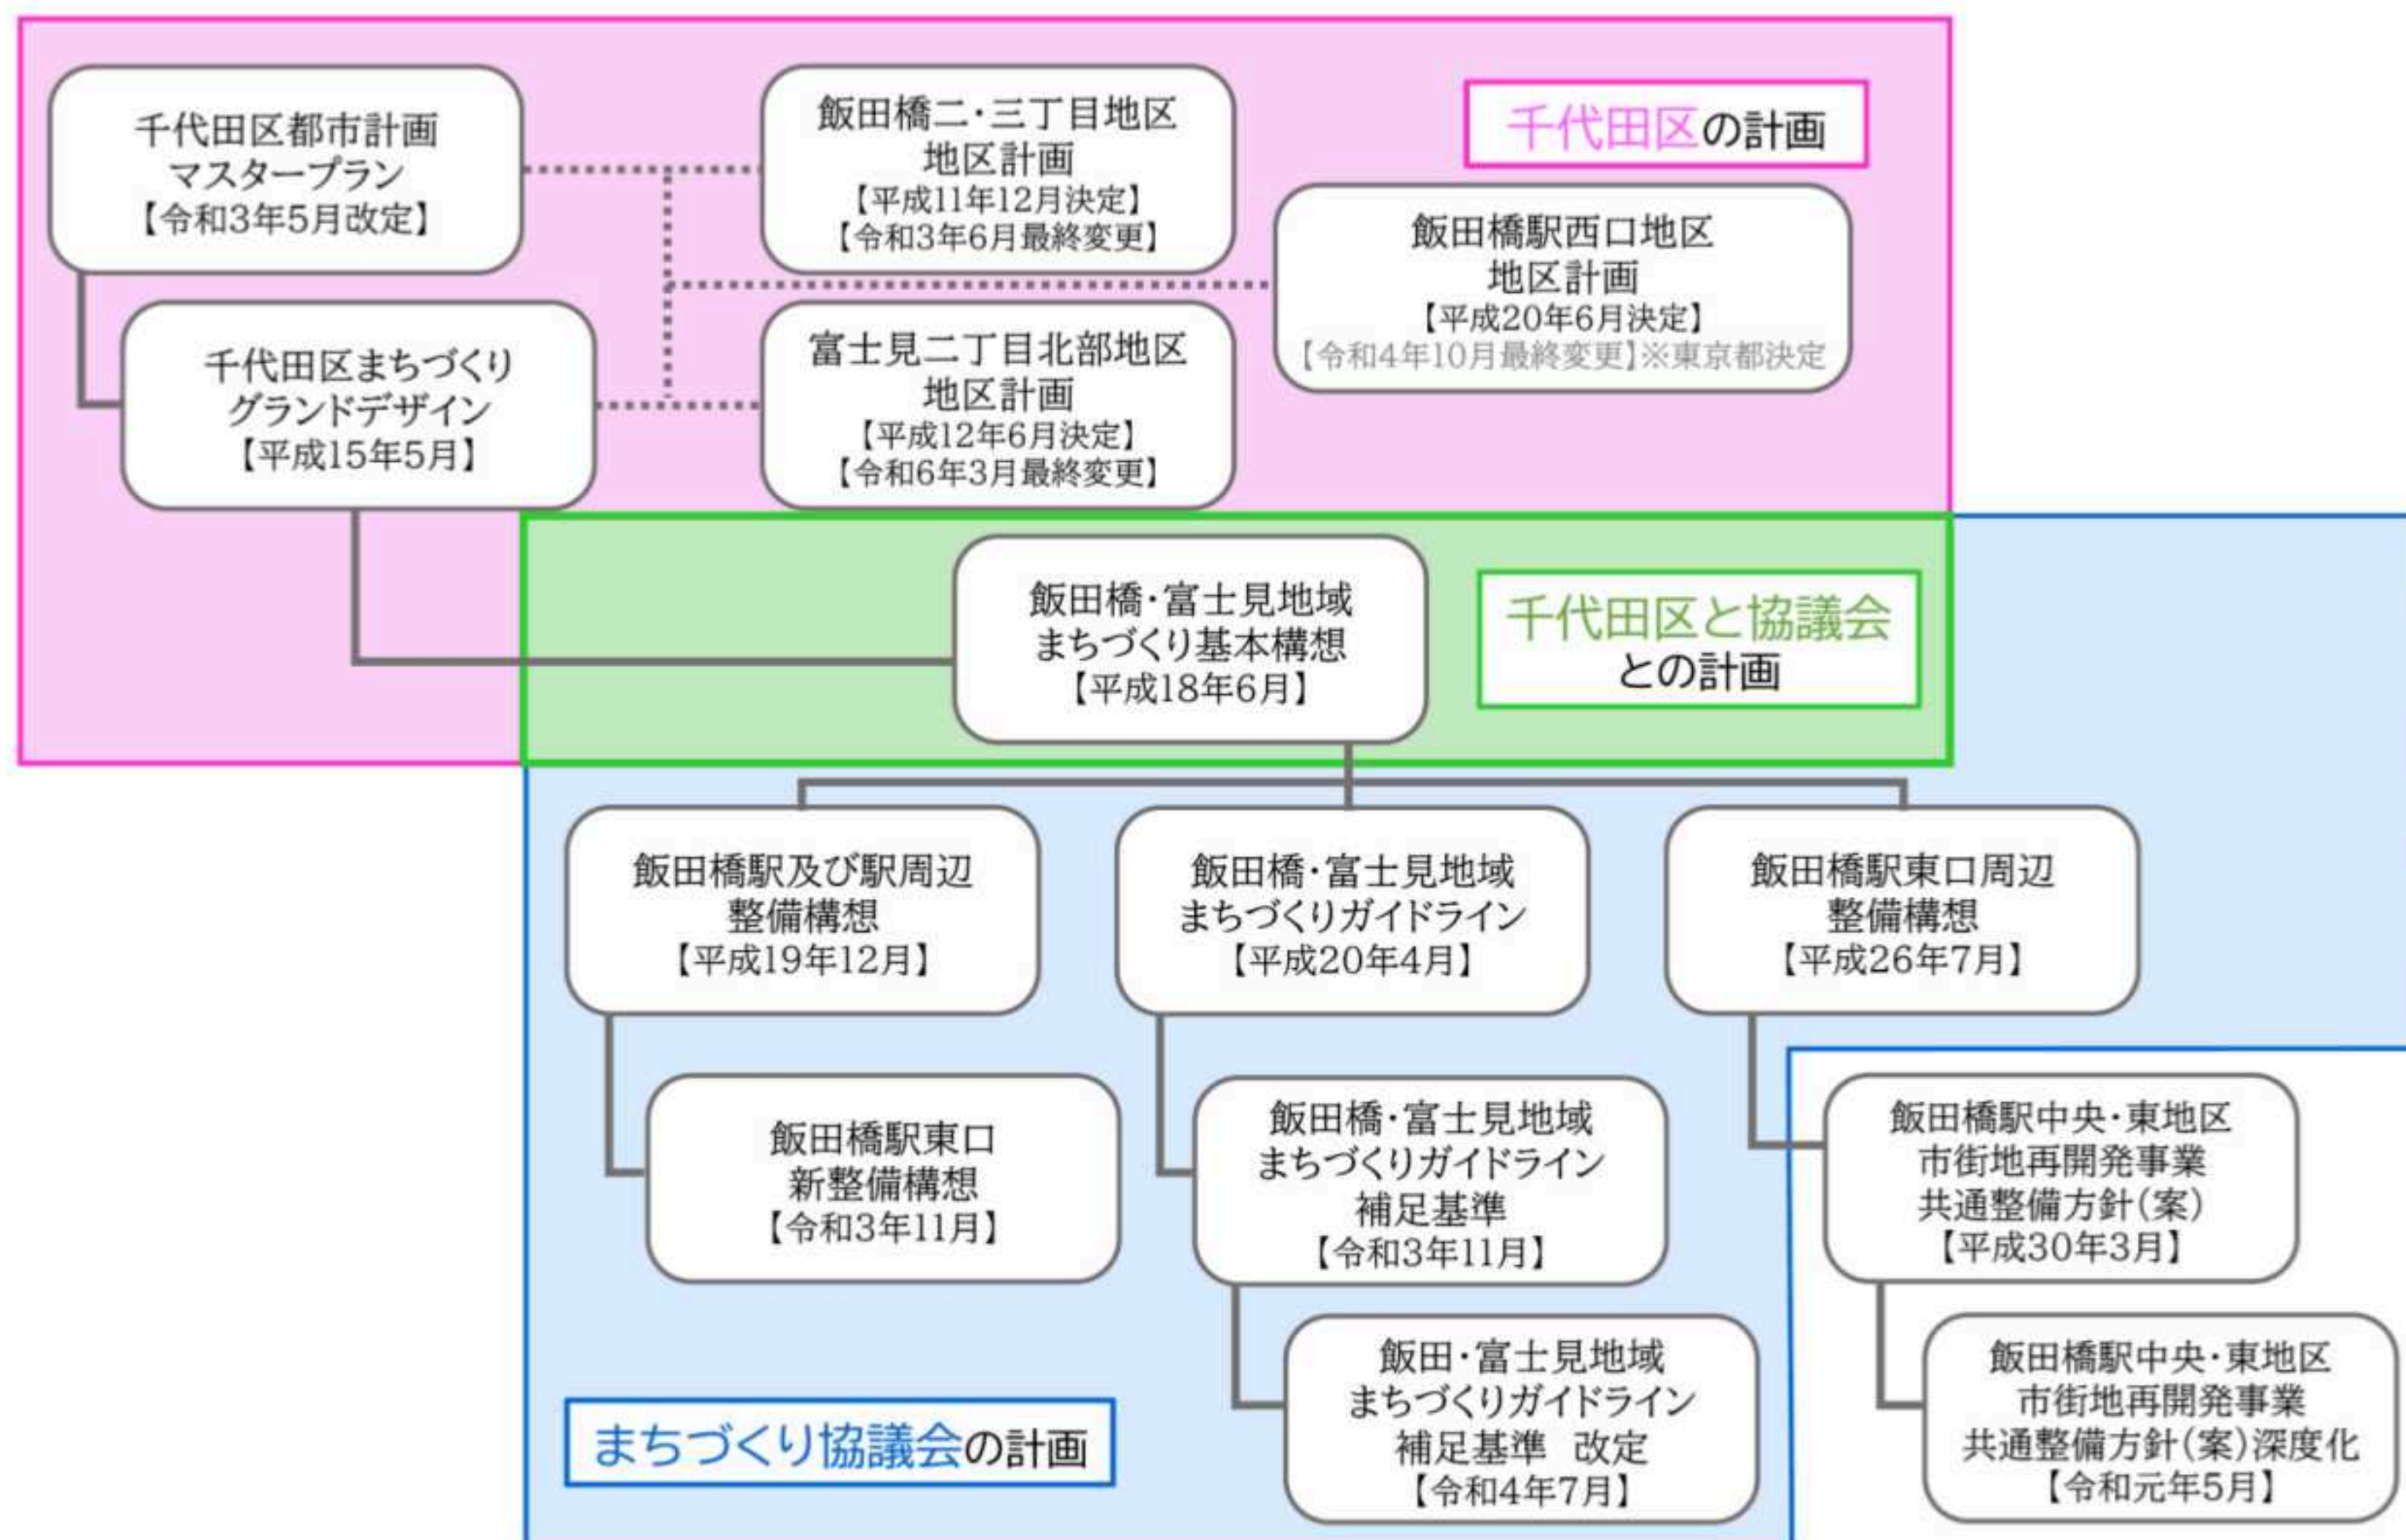 千代田区都市計画
マスタープラン
【令和3年5月改定】
飯田橋二・三丁目地区
地区計画
【平成11年12月決定】
【令和3年6月最終変更】
千代田区の計画
飯田橋駅西口地区
地区計画
【平成20年6月決定】
【令和4年10月最終変更】※東京都決定
千代田区まちづくり
グランドデザイン
【平成15年5月】
富士見二丁目北部地区
地区計画
【平成12年6月決定】
【令和6年3月最終変更】
飯田橋・富士見地域
まちづくり基本構想
【平成18年6月】
千代田区と協議会
との計画
飯田橋駅及び駅周辺
整備構想
【平成19年12月】
飯田橋・富士見地域
まちづくりガイドライン
【平成20年4月】
飯田橋駅東口周辺
整備構想
【平成26年7月】
飯田橋駅東口
新整備構想
【令和3年11月】
飯田橋・富士見地域
まちづくりガイドライン
補足基準
【令和3年11月】
飯田橋駅中央・東地区
市街地再開発事業
共通整備方針(案)
【平成30年3月】
飯田・富士見地域
まちづくりガイドライン
補足基準 改定
【令和4年7月】
飯田橋駅中央・東地区
市街地再開発事業
共通整備方針(案)深度化
【令和元年5月】
まちづくり協議会の計画